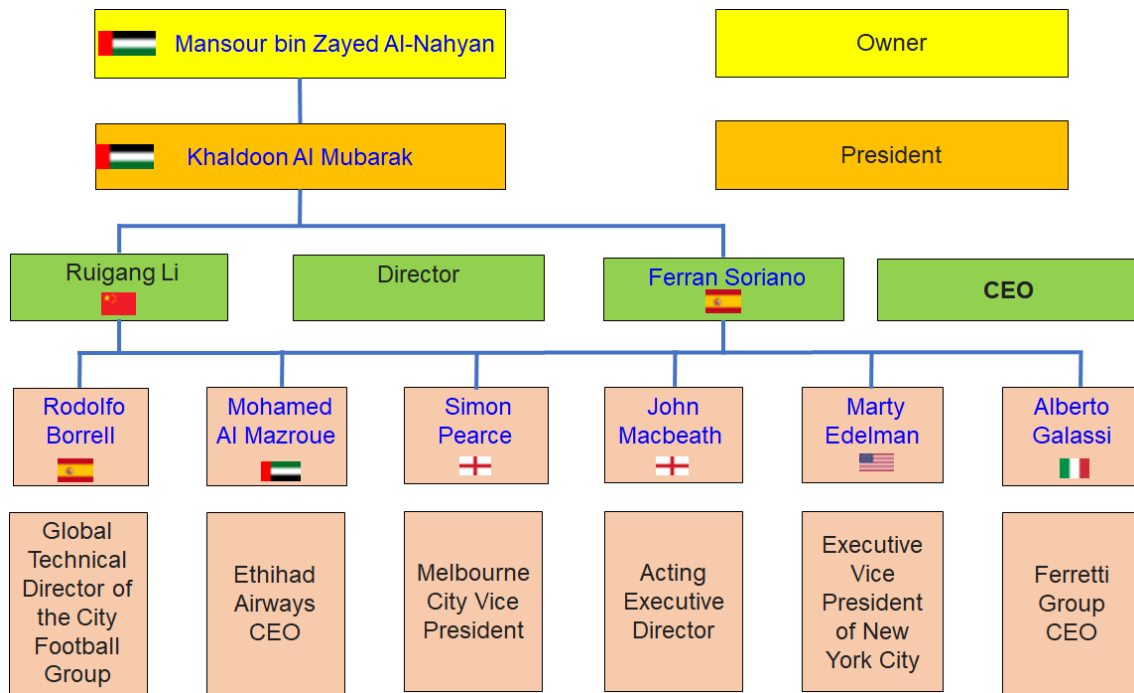 Mansour bin Zayed Al-Nahyan
Owner
Khaldoon Al Mubarak
President
Ruigang Li
Director
Ferran Soriano
CEO
Rodolfo
Borrell
Mohamed
Al Mazroue
Simon
Pearce
John
Macbeath
Marty
Edelman
Alberto
Galassi
Global
Technical
Director of
the City
Football
Group
Ethihad
Airways
CEO
Melbourne
City Vice
President
Acting
Executive
Director
Executive
Vice
President
of New
York City
Ferretti
Group
CEO